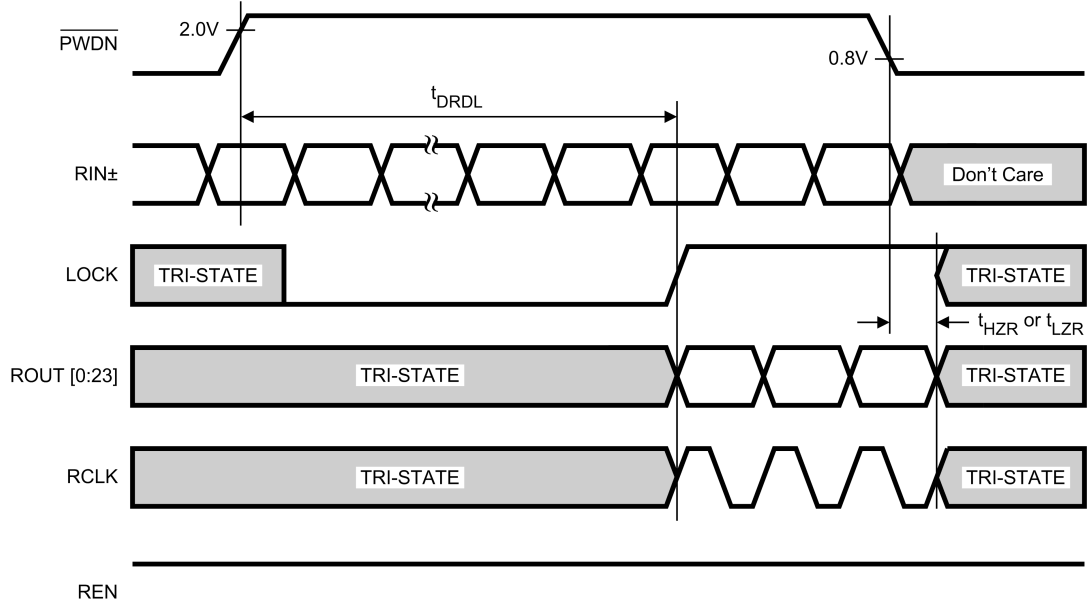 2.0V
PWDN
0.8V
tDRDL
RIN±
Don't Care
LOCK
TRI-STATE
TRI-STATE
tHZR or tLZR
ROUT [0:23]
TRI-STATE
TRI-STATE
RCLK
TRI-STATE
TRI-STATE
REN